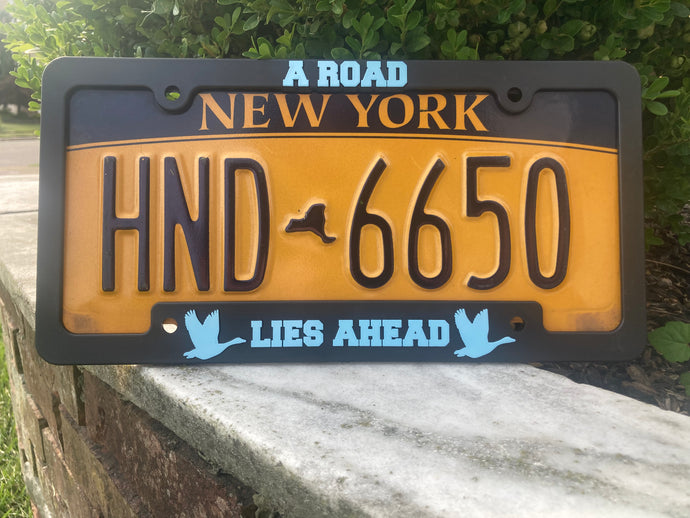 A ROAD
NEW YORK
HND 6650
LIES AHEAD